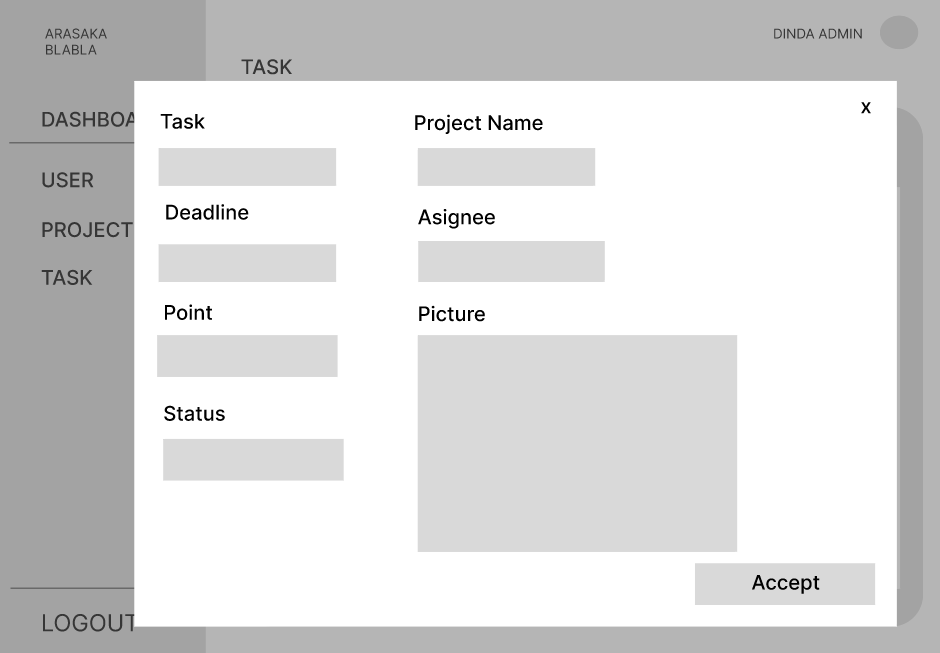 ARASAKA
BLABLA
DINDA ADMIN
TASK
DASHBOA
USER
PROJECT
TASK
LOGOUT
x
Task
Project Name
Deadline
Asignee
Point
Picture
Status
Accept